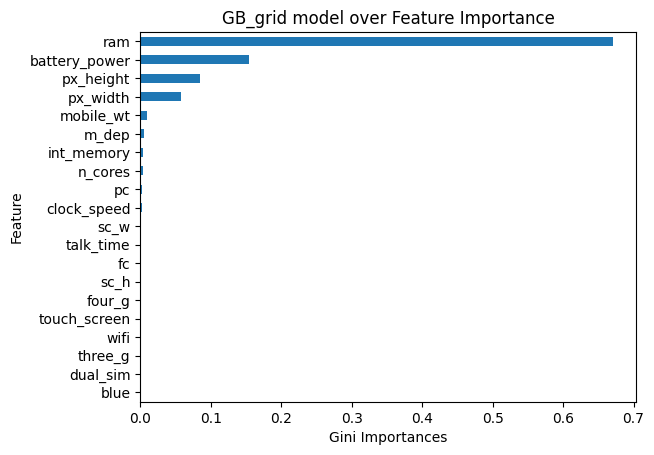 GB_grid model over Feature Importance
ram
battery_power
px_height
px_width
mobile_wt
m_dep
int_memory
n_cores
pc
clock_speed
sc_w
talk_time
fc
sc_h
four_g
touch_screen
wifi
three_g
dual_sim
blue
Feature
0.0 0.1 0.2 0.3 0.4 0.5 0.6 0.7
Gini Importances